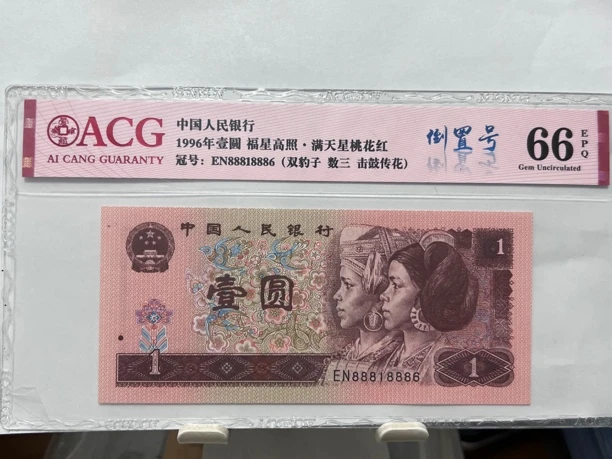 ACG
AI CANG GUARANTY
中国人民银行
1996年壹圆 福星高照·满天星桃花红
冠号：EN88818886（双豹子 数三 击鼓传花）
倒置号
66
EPQ
Gem Uncirculated
中国人民银行
壹圆
1
1
1
EN88818886